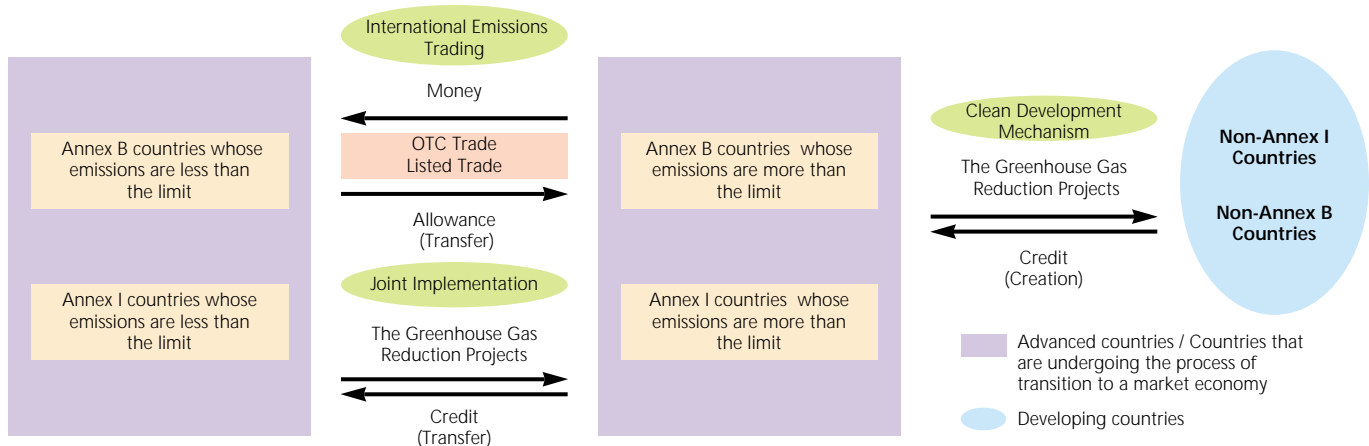 International Emissions
Trading
Money
OTC Trade
Listed Trade
Allowance
(Transfer)
Annex B countries whose
emissions are less than
the limit
Annex B countries whose
emissions are more than
the limit
Joint Implementation
The Greenhouse Gas
Reduction Projects
Credit
(Transfer)
Annex I countries whose
emissions are less than
the limit
Annex I countries whose
emissions are more than
the limit
Clean Development
Mechanism
The Greenhouse Gas
Reduction Projects
Credit
(Creation)
Non-Annex I
Countries
Non-Annex B
Countries
Advanced countries / Countries that
are undergoing the process of
transition to a market economy
Developing countries